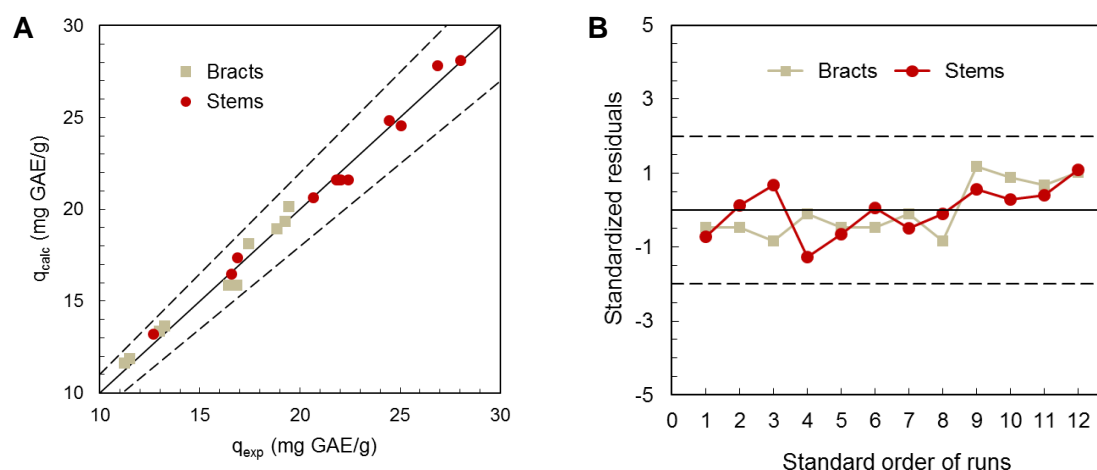 A
30
25
20
15
10
q_calc (mg GAE/g)
Bracts
Stems
10 15 20 25 30
q_exp (mg GAE/g)
B
5
3
1
-1
-3
-5
Standardized residuals
Bracts Stems
0 1 2 3 4 5 6 7 8 9 10 11 12
Standard order of runs